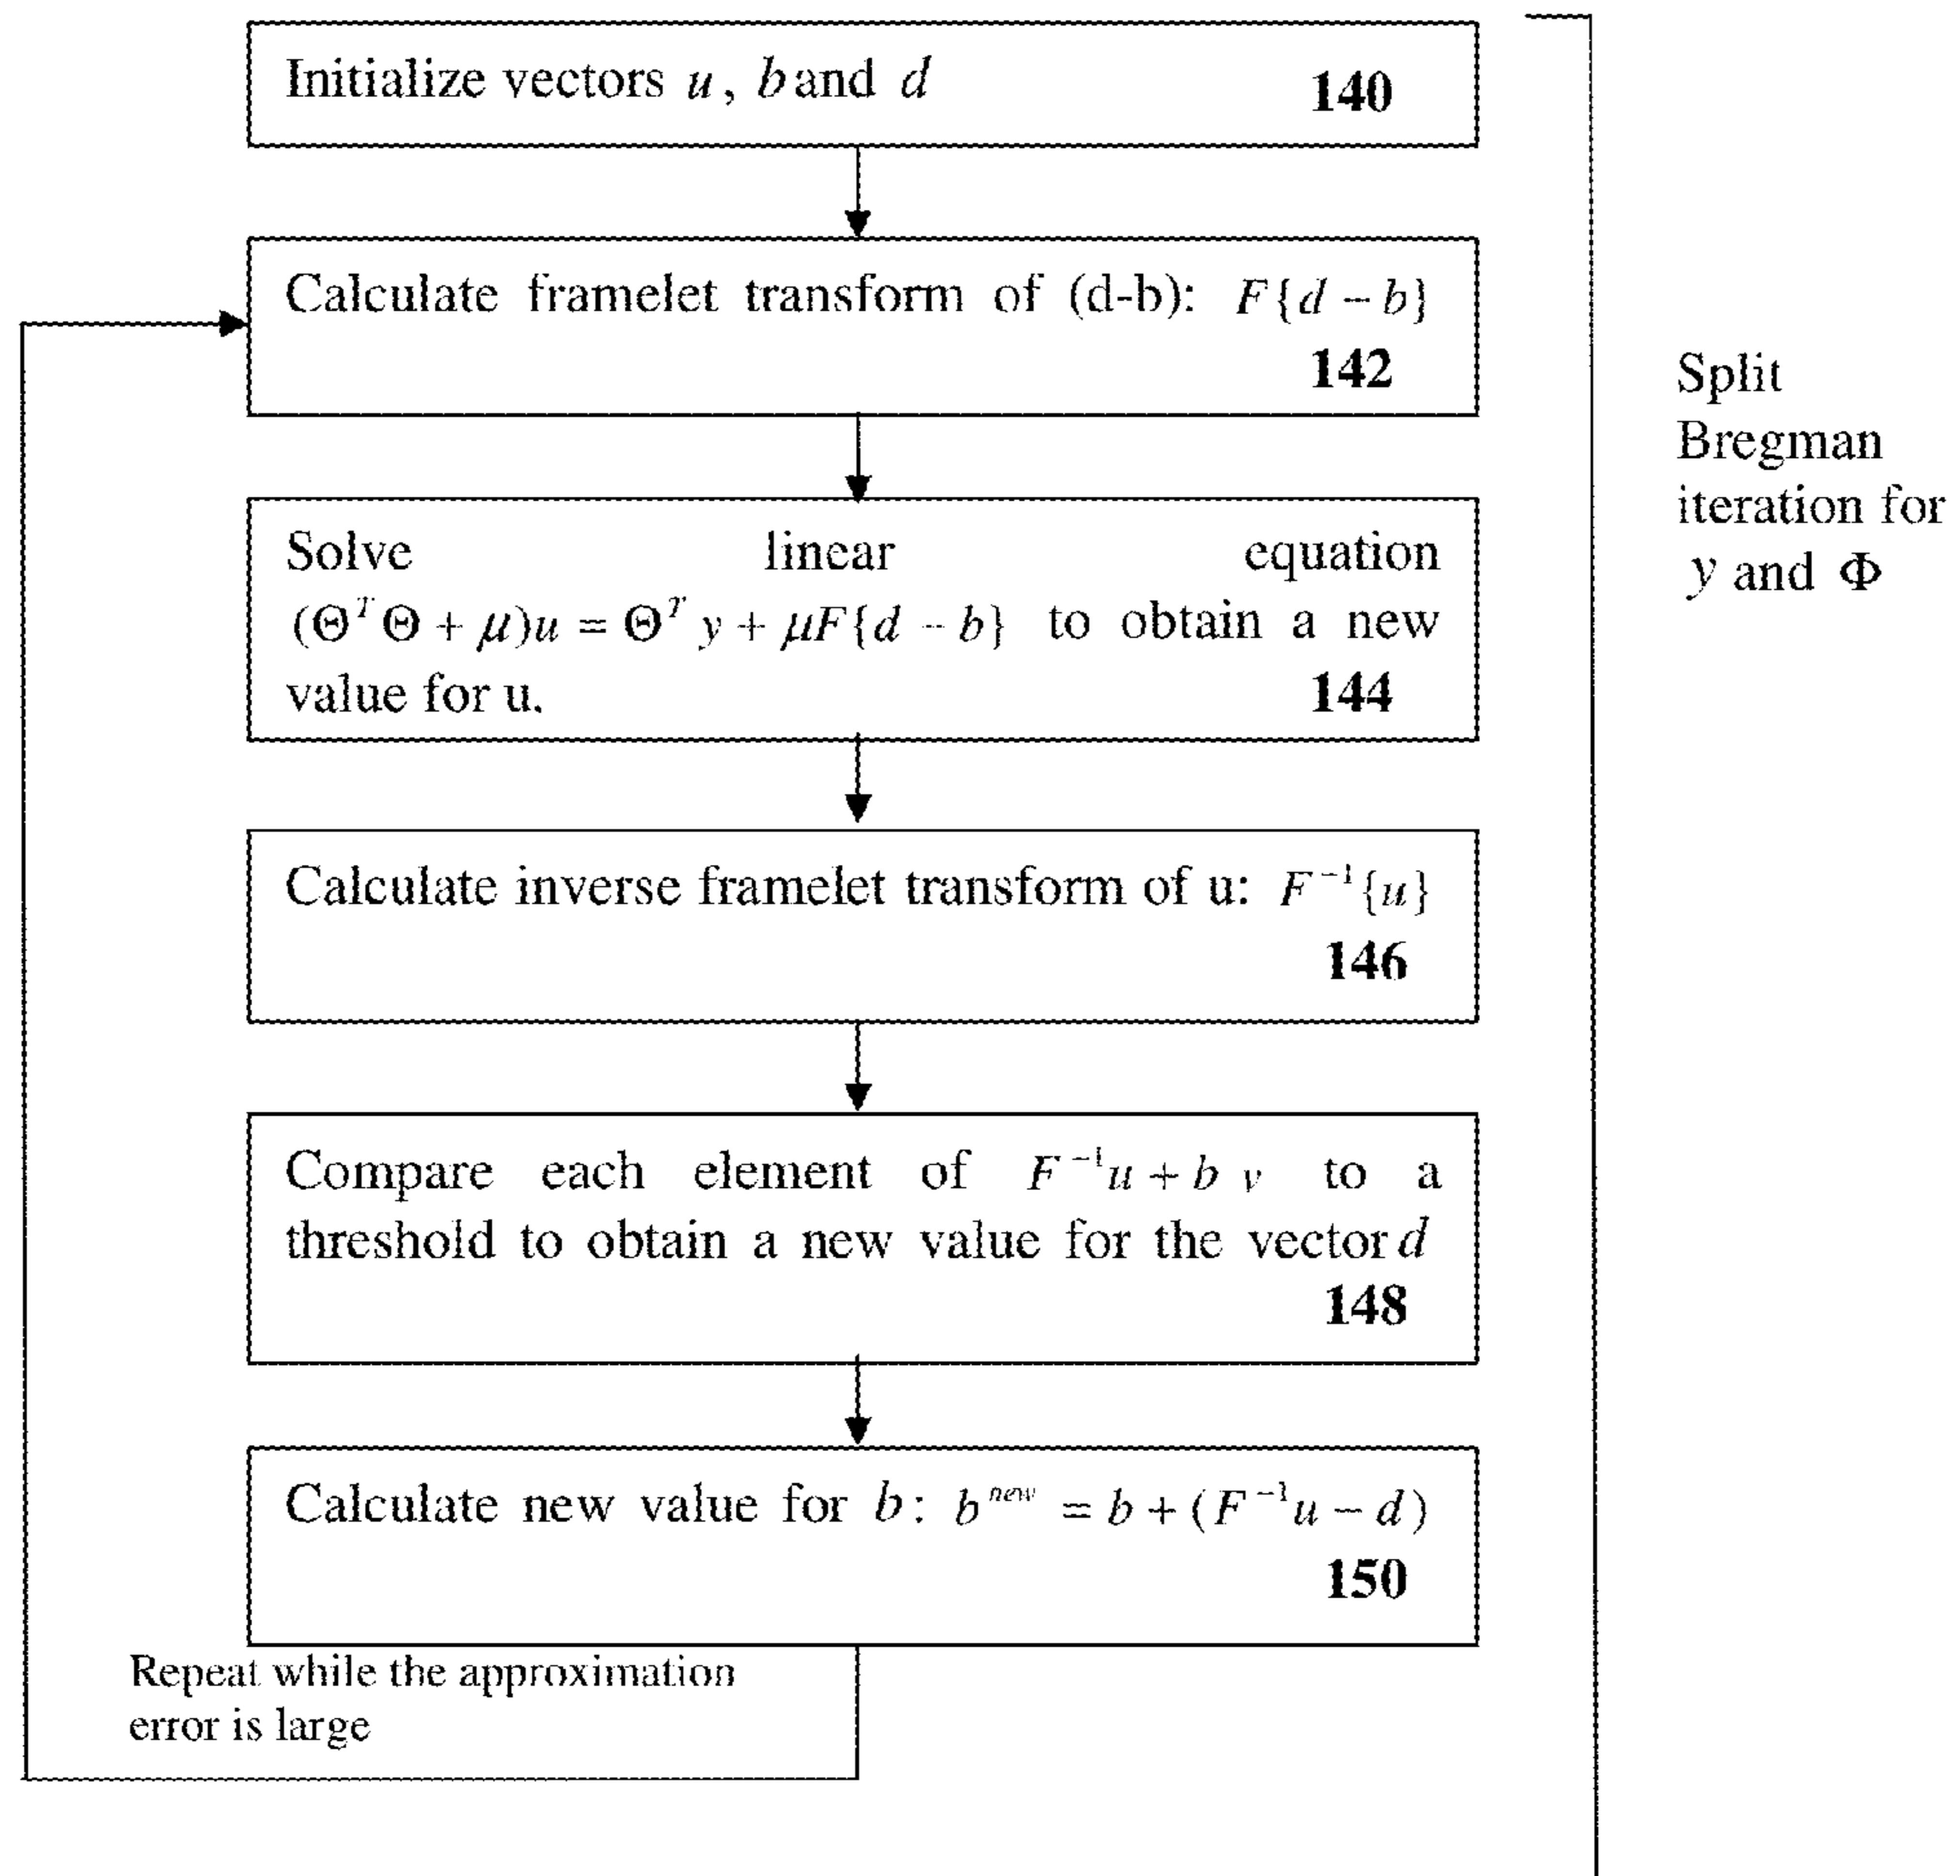 Initialize vectors u, b and d 140
Calculate framelet transform of (d-b): F{d − b}
142
Solve linear equation
(Θ^T Θ + μ)u = Θ^T y + μF{d − b} to obtain a new
value for u. 144
Calculate inverse framelet transform of u: F^−1{u}
146
Compare each element of F^−1u + b v to a
threshold to obtain a new value for the vector d
148
Calculate new value for b: b^new = b + (F^−1u − d)
150
Repeat while the approximation
error is large
Split
Bregman
iteration for
y and Φ